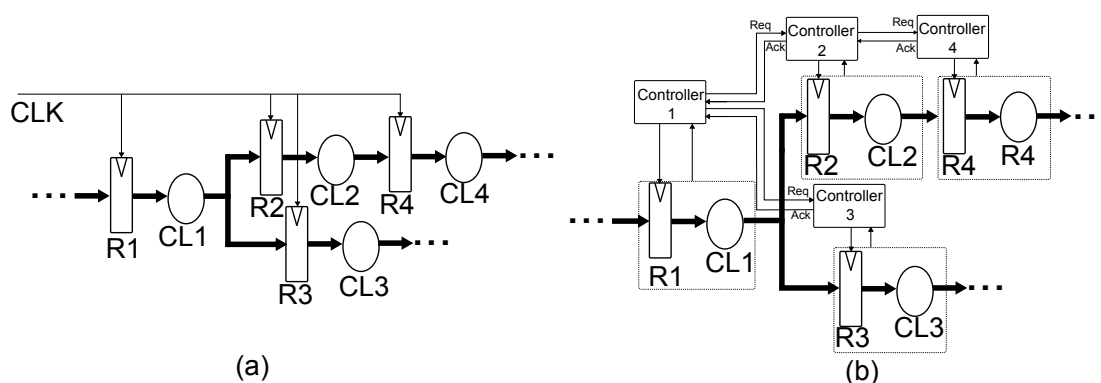 CLK
R1
CL1
R2
CL2
R4
CL4
R3
CL3
...
(a)
Controller
1
Req
Ack
Controller
2
Req
Ack
Controller
4
R2
CL2
R4
R4
R1
CL1
Req
Ack
Controller
3
R3
CL3
(b)